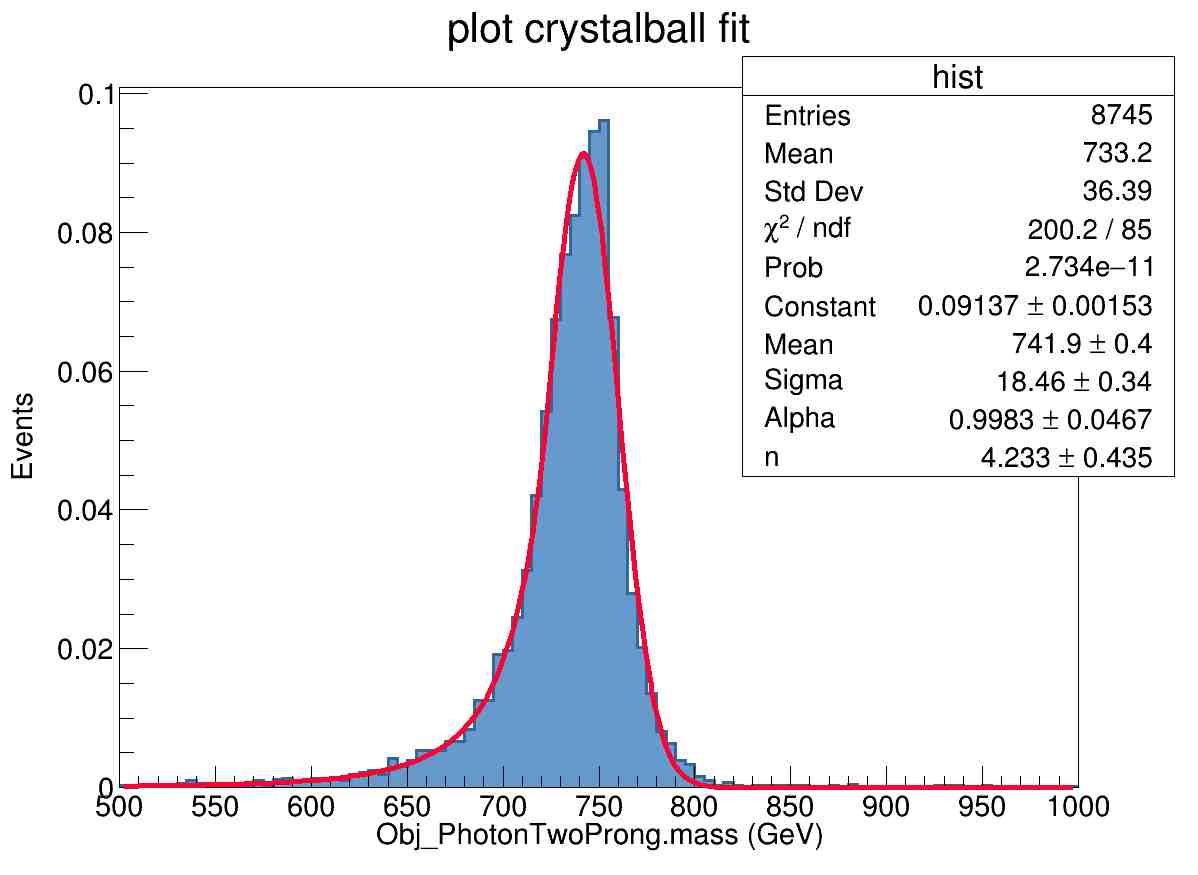 plot crystalball fit
hist
Entries 8745
Mean 733.2
Std Dev 36.39
χ² / ndf 200.2 / 85
Prob 2.734e−11
Constant 0.09137 ± 0.00153
Mean 741.9 ± 0.4
Sigma 18.46 ± 0.34
Alpha 0.9983 ± 0.0467
n 4.233 ± 0.435
0.1
0.08
0.06
0.04
0.02
0
Events
500 550 600 650 700 750 800 850 900 950 1000
Obj_PhotonTwoProng.mass (GeV)